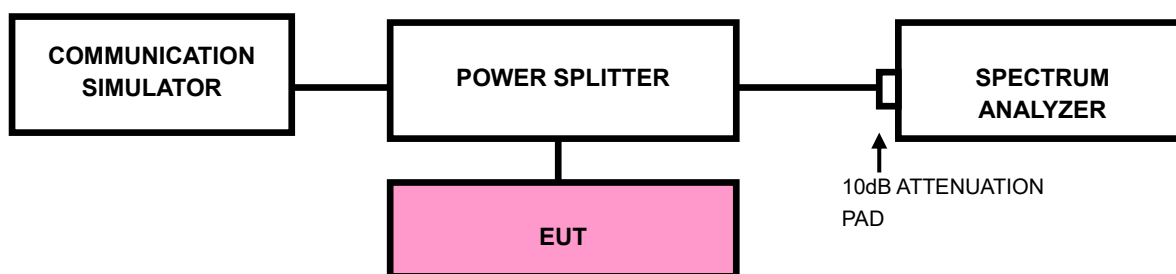 COMMUNICATION
SIMULATOR
POWER SPLITTER
SPECTRUM
ANALYZER
10dB ATTENUATION
PAD
EUT